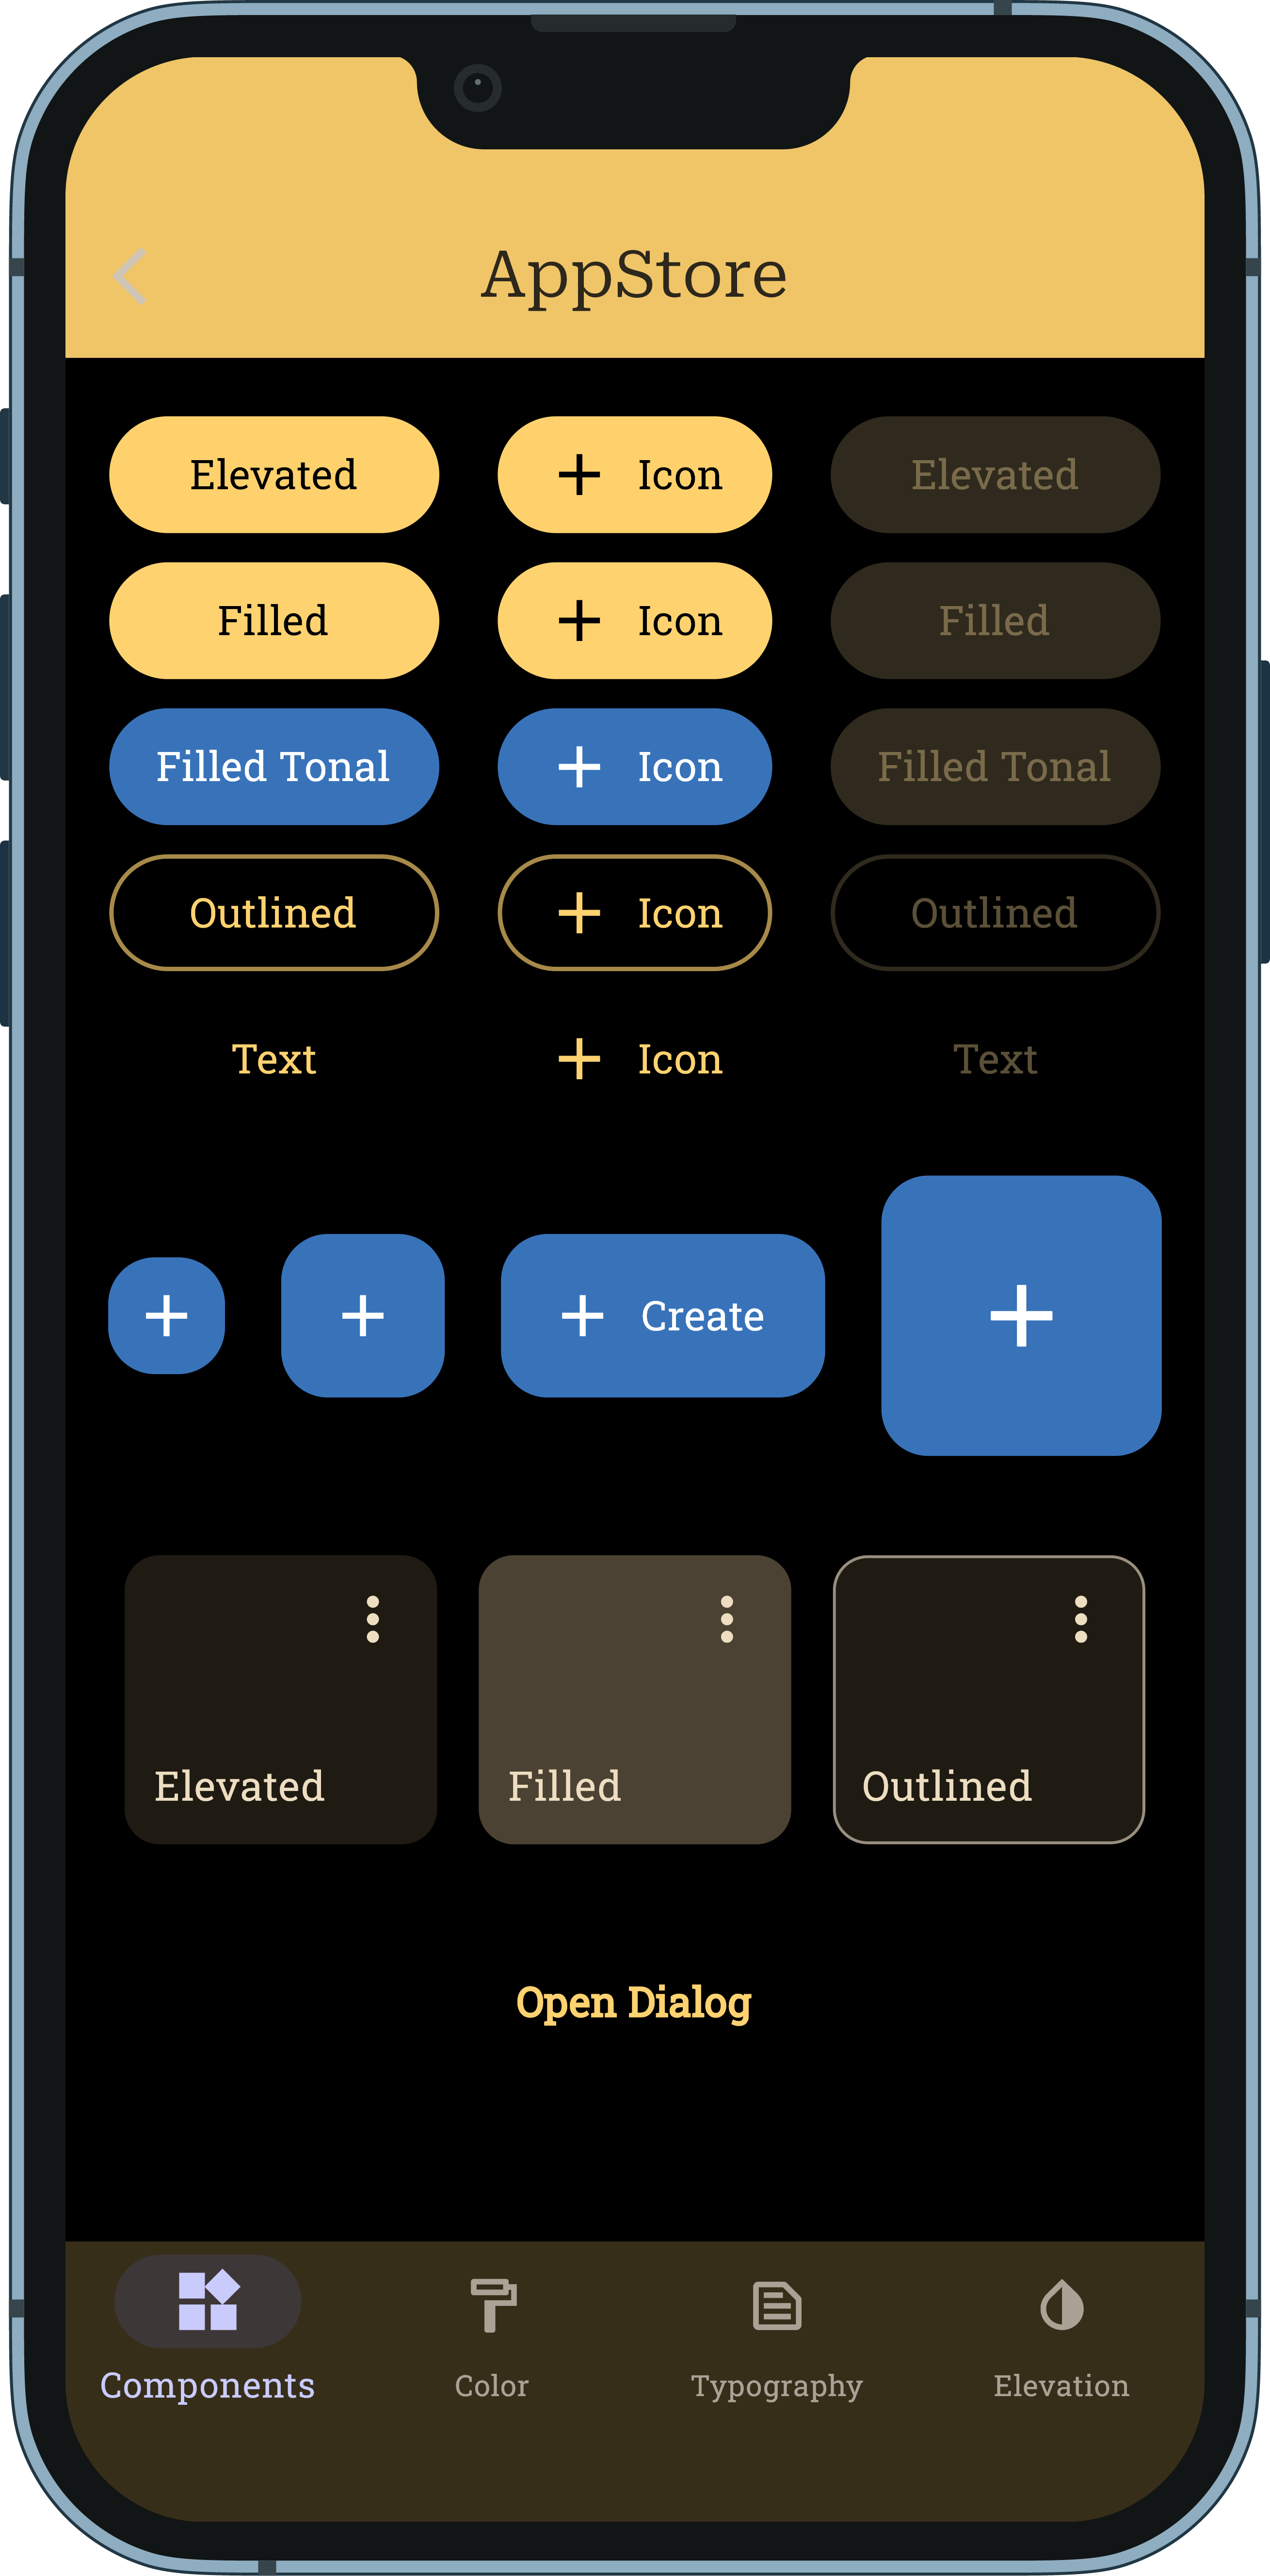 AppStore
Elevated Icon Elevated
Filled Icon Filled
Filled Tonal Icon Filled Tonal
Outlined Icon Outlined
Text Icon Text
Create
Elevated Filled Outlined
Open Dialog
Components Color Typography Elevation